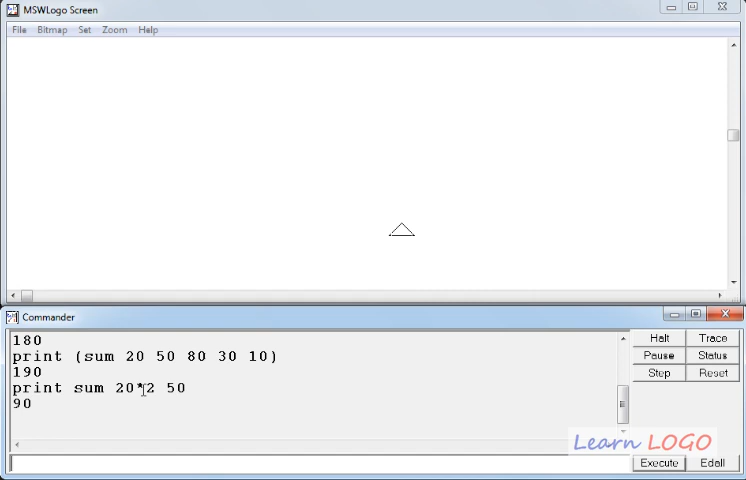 MSWLogo Screen
File Bitmap Set Zoom Help
Commander
180
print (sum 20 50 80 30 10)
190
print sum 20*2 50
90
Halt Trace
Pause Status
Step Reset
Learn LOGO
Execute Edall